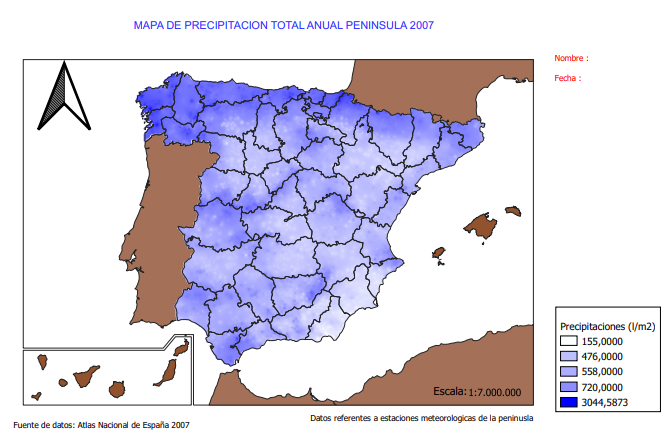 MAPA DE PRECIPITACION TOTAL ANUAL PENINSULA 2007
Nombre :
Fecha :
Precipitaciones (l/m2)
155,0000
476,0000
558,0000
720,0000
3044,5873
Escala: 1:7.000.000
Datos referentes a estaciones meteorologicas de la peninusla
Fuente de datos: Atlas Nacional de España 2007